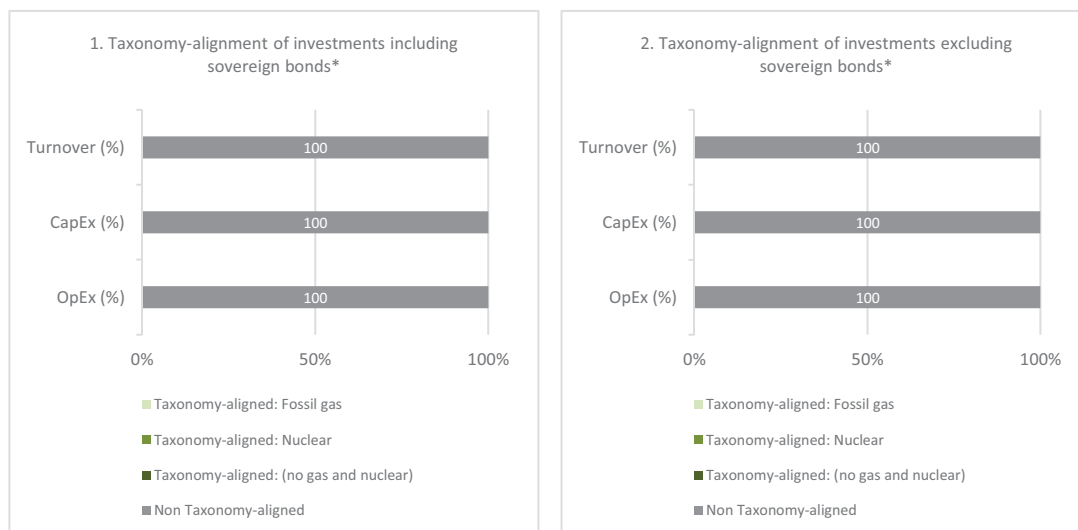 1. Taxonomy-alignment of investments including
sovereign bonds*
Turnover (%)
100
CapEx (%)
100
OpEx (%)
100
0%
50%
100%
Taxonomy-aligned: Fossil gas
Taxonomy-aligned: Nuclear
Taxonomy-aligned: (no gas and nuclear)
Non Taxonomy-aligned
2. Taxonomy-alignment of investments excluding
sovereign bonds*
Turnover (%)
100
CapEx (%)
100
OpEx (%)
100
0%
50%
100%
Taxonomy-aligned: Fossil gas
Taxonomy-aligned: Nuclear
Taxonomy-aligned: (no gas and nuclear)
Non Taxonomy-aligned